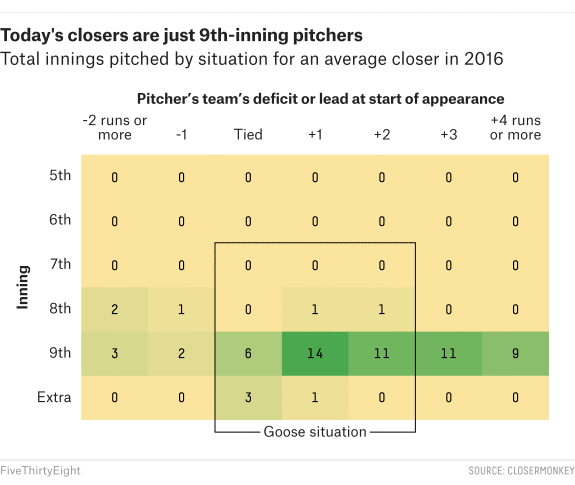 Today's closers are just 9th-inning pitchers
Total innings pitched by situation for an average closer in 2016
Pitcher's team's deficit or lead at start of appearance
-2 runs or more -1 Tied +1 +2 +3 +4 runs or more
Inning
5th 0 0 0 0 0 0 0
6th 0 0 0 0 0 0 0
7th 0 0 0 0 0 0 0
8th 2 1 0 1 1 0 0
9th 3 2 6 14 11 11 9
Extra 0 0 3 1 0 0 0
Goose situation
FiveThirtyEight SOURCE: CLOSERMONKEY